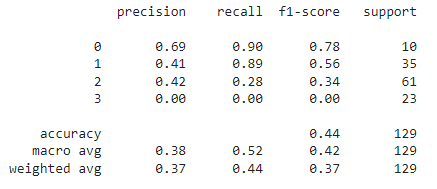 precision recall f1-score support
0 0.69 0.90 0.78 10
1 0.41 0.89 0.56 35
2 0.42 0.28 0.34 61
3 0.00 0.00 0.00 23
accuracy 0.44 129
macro avg 0.38 0.52 0.42 129
weighted avg 0.37 0.44 0.37 129